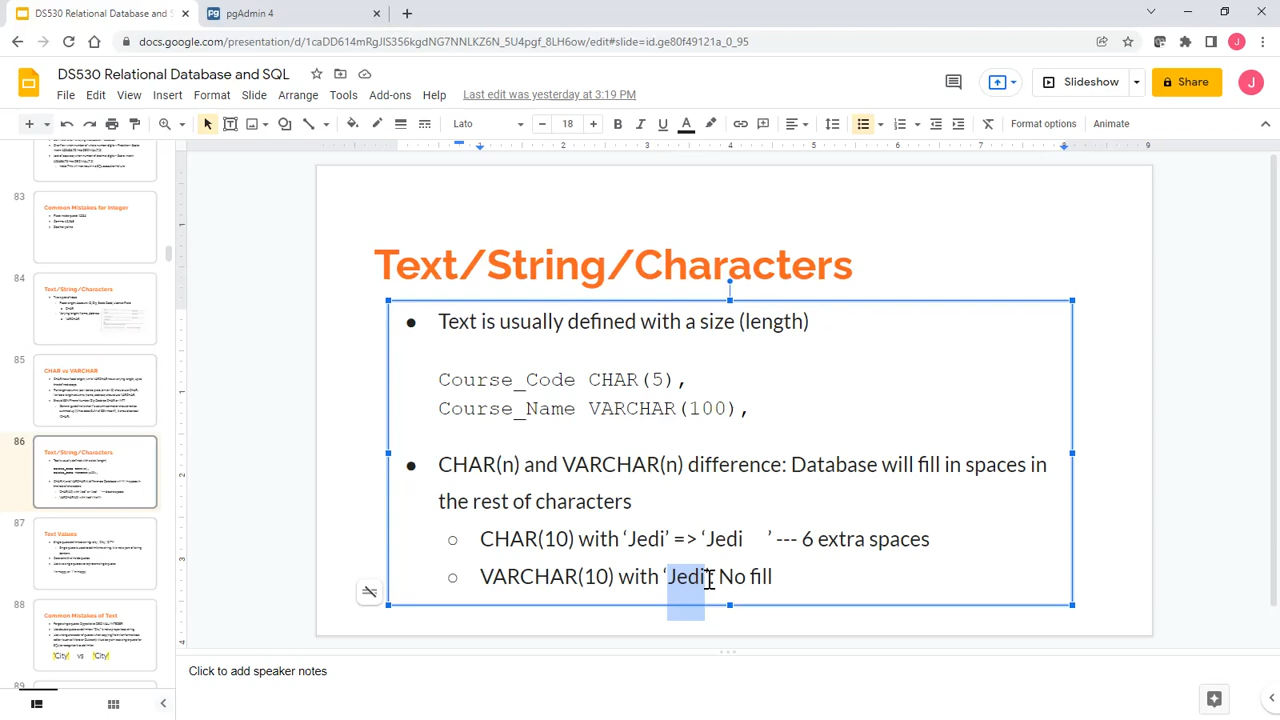 DS530 Relational Database and SQL
pgAdmin 4
docs.google.com/presentation/d/1caDD614mRgJIS356kgdNG7NNLKZ6N_5U4pgf_8LH6ow/edit#slide=id.ge80f49121a_0_95
DS530 Relational Database and SQL
File Edit View Insert Format Slide Arrange Tools Add-ons Help Last edit was yesterday at 3:19 PM
Slideshow
Share
J
Lato
18
Format options
Animate
83
Common Mistakes for Integer
84
Text/String/Characters
85
CHAR vs VARCHAR
86
Text/String/Characters
87
Text Values
88
Common Mistakes of Text
'City' vs 'City'
89
Text/String/Characters
● Text is usually defined with a size (length)
Course_Code CHAR(5),
Course_Name VARCHAR(100),
● CHAR(n) and VARCHAR(n) difference: Database will fill in spaces in
the rest of characters
○ CHAR(10) with ‘Jedi’ => ‘Jedi      ’ --- 6 extra spaces
○ VARCHAR(10) with ‘Jedi’ No fill
Click to add speaker notes